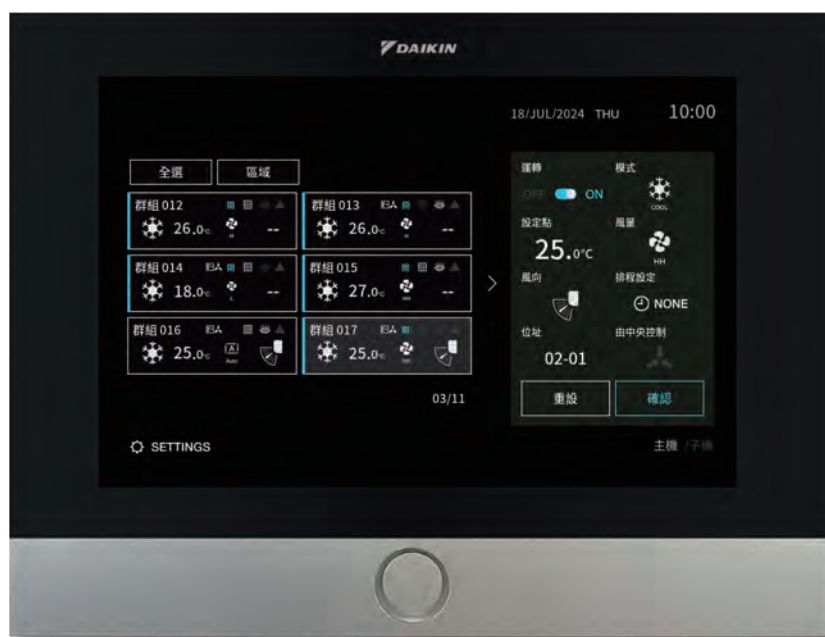 DAIKIN
18/JUL/2024 THU 10:00
全選 區域
群組 012
26.0°C
H
--
群組 013
26.0°C
--
群組 014
18.0°C
L
--
群組 015
27.0°C
HH
--
群組 016
25.0°C
A
Auto
群組 017
25.0°C
HH
03/11
運轉 模式
OFF ON
COOL
設定點 風量
25.0°C
HH
風向 排程設定
NONE
位址 由中央控制
02-01
重設 確認
SETTINGS
主機 /子機